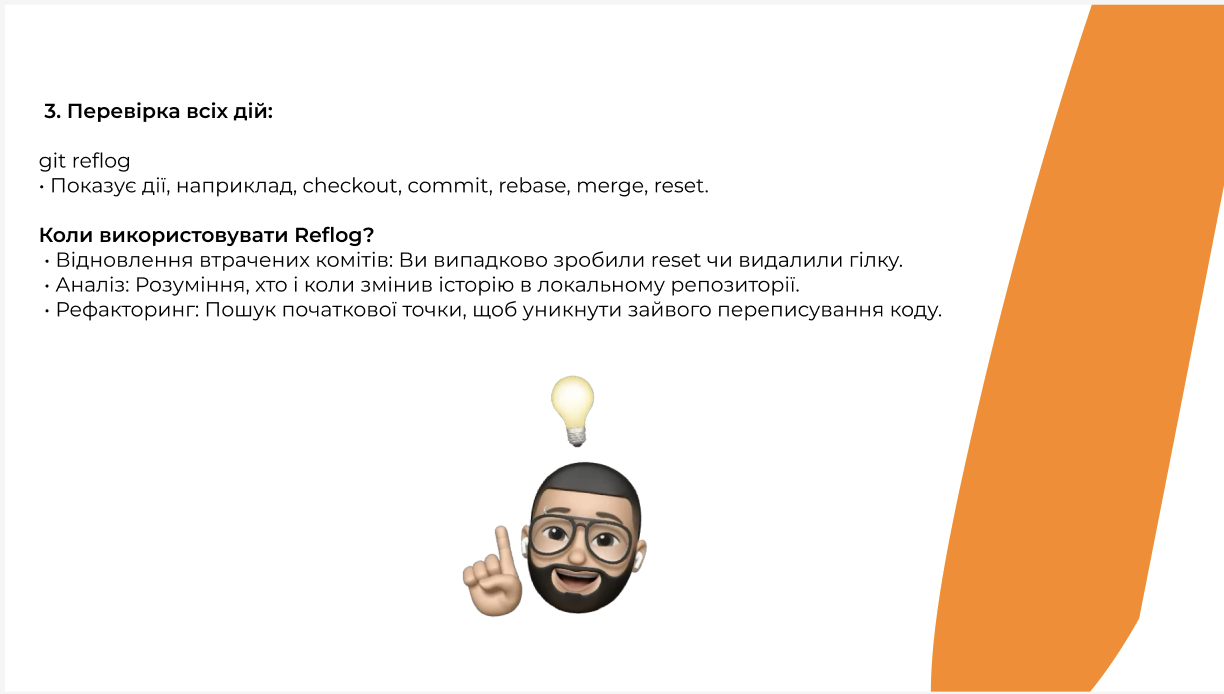 3. Перевірка всіх дій:
git reflog
• Показує дії, наприклад, checkout, commit, rebase, merge, reset.
Коли використовувати Reflog?
• Відновлення втрачених комітів: Ви випадково зробили reset чи видалили гілку.
• Аналіз: Розуміння, хто і коли змінив історію в локальному репозиторії.
• Рефакторинг: Пошук початкової точки, щоб уникнути зайвого переписування коду.